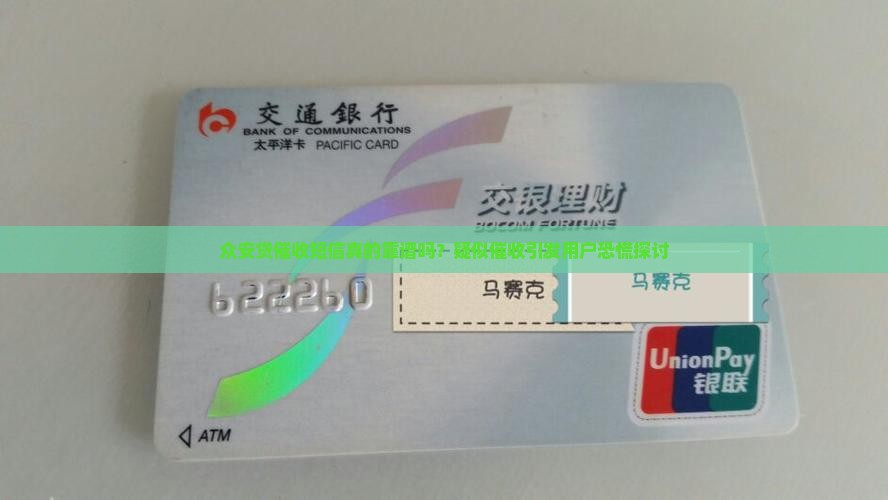 交通銀行
BANK OF COMMUNICATIONS
太平洋卡 PACIFIC CARD
交银理财
BOCOM FORTUNE
众安贷催收短信真的靠谱吗？疑似催收引发用户恐慌探讨
622260
马赛克
马赛克
UnionPay
银联
ATM